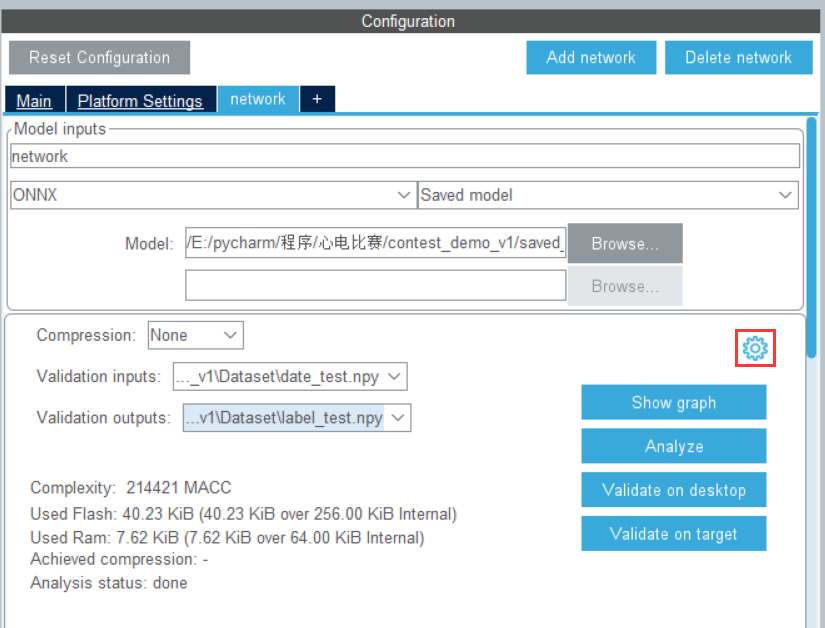 Configuration
Reset Configuration
Add network
Delete network
Main
Platform Settings
network
+
Model inputs
network
ONNX
Saved model
Model:
/E:/pycharm/程序/心电比赛/contest_demo_v1/saved_
Browse...
Browse...
Compression:
None
Validation inputs:
..._v1\Dataset\date_test.npy
Validation outputs:
...v1\Dataset\label_test.npy
Show graph
Analyze
Validate on desktop
Validate on target
Complexity: 214421 MACC
Used Flash: 40.23 KiB (40.23 KiB over 256.00 KiB Internal)
Used Ram: 7.62 KiB (7.62 KiB over 64.00 KiB Internal)
Achieved compression: -
Analysis status: done